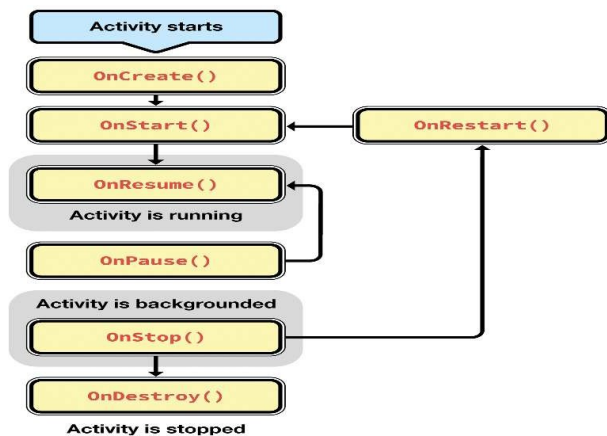 Activity starts
OnCreate()
OnStart()
OnRestart()
OnResume()
Activity is running
OnPause()
Activity is backgrounded
OnStop()
OnDestroy()
Activity is stopped